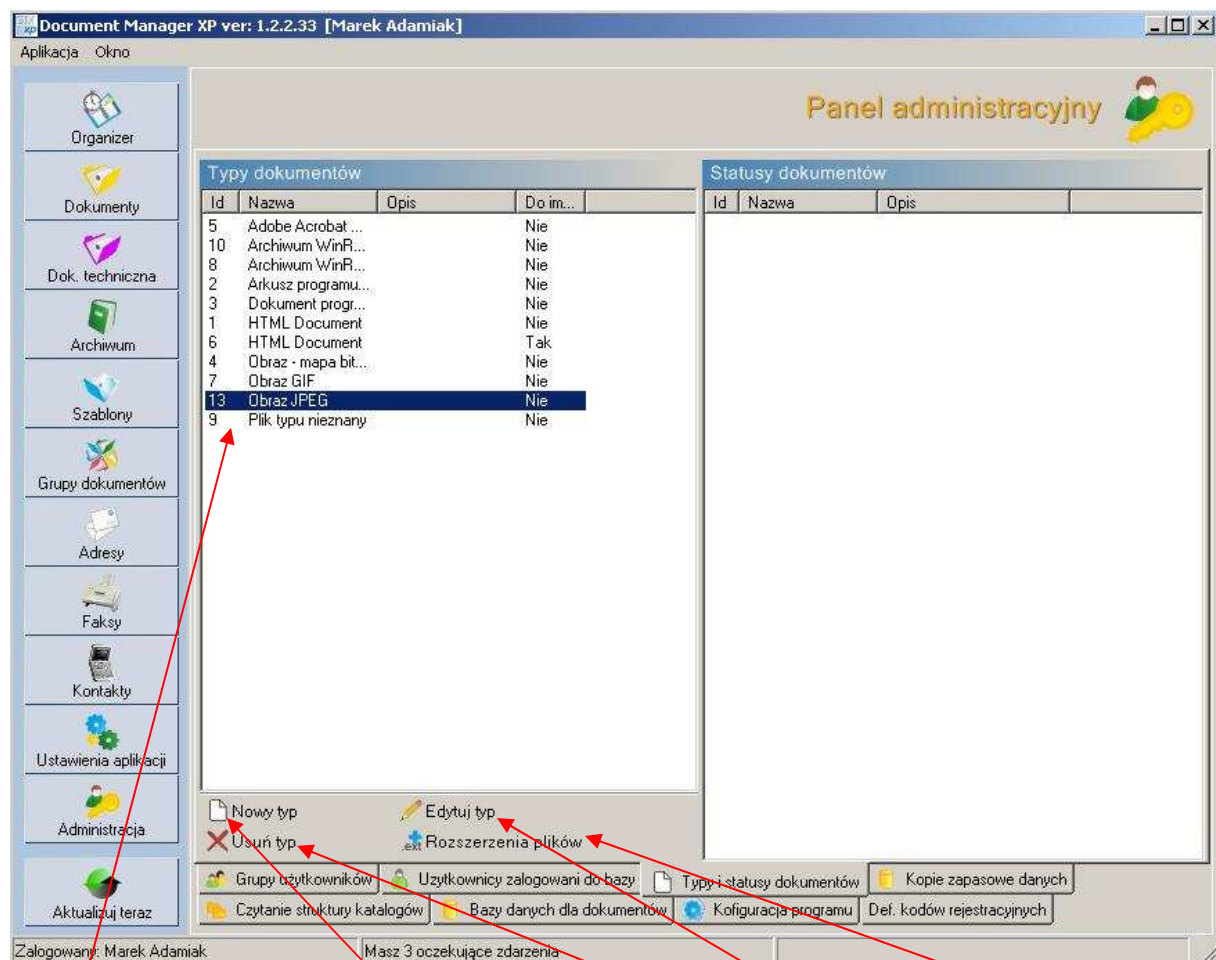 Document Manager XP ver: 1.2.2.33 [Marek Adamiak]
Aplikacja Okno
Panel administracyjny
Organizer
Dokumenty
Dok. techniczna
Archiwum
Szablony
Grupy dokumentów
Adresy
Faksy
Kontakty
Ustawienia aplikacji
Administracja
Aktualizuj teraz
Typy dokumentów
Id Nazwa Opis Do im...
5 Adobe Acrobat ... Nie
10 Archiwum WinR... Nie
8 Archiwum WinR... Nie
2 Arkusz programu... Nie
3 Dokument progr... Nie
1 HTML Document Nie
6 HTML Document Tak
4 Obraz - mapa bit... Nie
7 Obraz GIF Nie
13 Obraz JPEG Nie
9 Plik typu nieznany Nie
Nowy typ Edytuj typ
Usuń typ .ext Rozszerzenia plików
Statusy dokumentów
Id Nazwa Opis
Grupy użytkowników Uzytkownicy zalogowani do bazy Typy i statusy dokumentów Kopie zapasowe danych
Czytanie struktury katalogów Bazy danych dla dokumentów Kofiguracja programu Def. kodów rejestracyjnych
Zalogowany: Marek Adamiak Masz 3 oczekujące zdarzenia